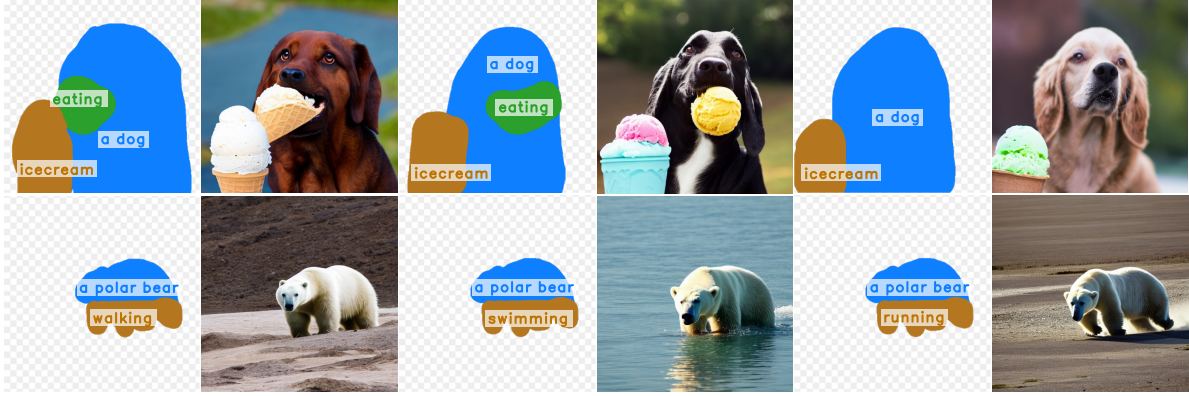 eating
a dog
icecream
a dog
eating
icecream
a dog
icecream
a polar bear
walking
a polar bear
swimming
a polar bear
running